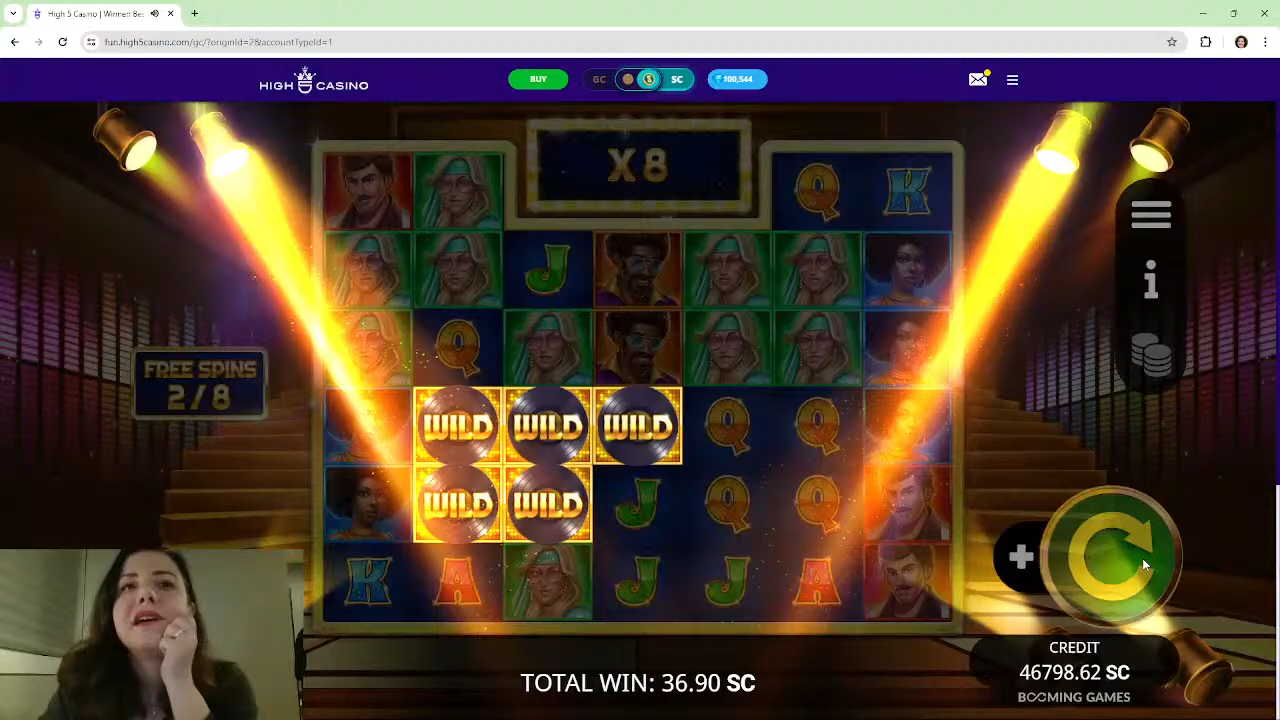 High 5 Casino | Winnen Bes
fun.high5casino.com/gc/?originId=2&accountTypeId=1
HIGH 5 CASINO
BUY
GC
SC
100,544
X8
Q K
J
Q
WILD WILD WILD Q Q
WILD WILD J Q Q
K A J J A
FREE SPINS
2/8
TOTAL WIN: 36.90 SC
CREDIT
46798.62 SC
BOOMING GAMES